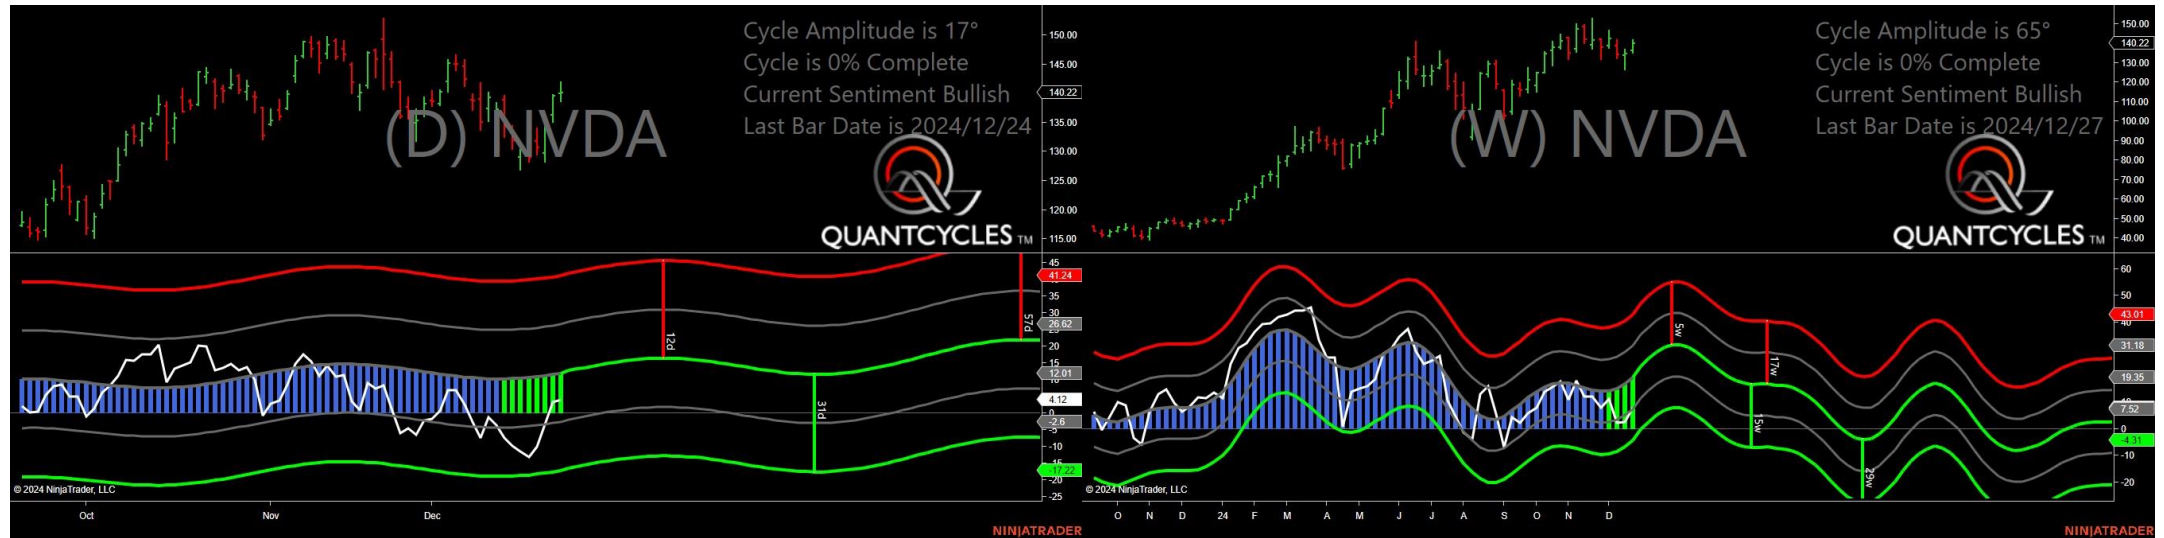 Cycle Amplitude is 17°
Cycle is 0% Complete
Current Sentiment Bullish
Last Bar Date is 2024/12/24
(D) NVDA
QUANTCYCLES TM
150.00
145.00
140.22
135.00
130.00
125.00
120.00
115.00
45
41.24
35
30
26.62
20
15
12.01
4.12
0
-2.6
-5
-10
-15
-17.22
-20
-25
12d
31d
57d
© 2024 NinjaTrader, LLC
Oct
Nov
Dec
NINJATRADER
Cycle Amplitude is 65°
Cycle is 0% Complete
Current Sentiment Bullish
Last Bar Date is 2024/12/27
(W) NVDA
QUANTCYCLES TM
150.00
140.22
130.00
120.00
110.00
100.00
90.00
80.00
70.00
60.00
50.00
40.00
60
50
43.01
40
31.18
19.35
7.52
0
-4.31
-10
-20
5w
17w
15w
29w
© 2024 NinjaTrader, LLC
O
N
D
24
F
M
A
M
J
J
A
S
O
N
D
NINJATRADER